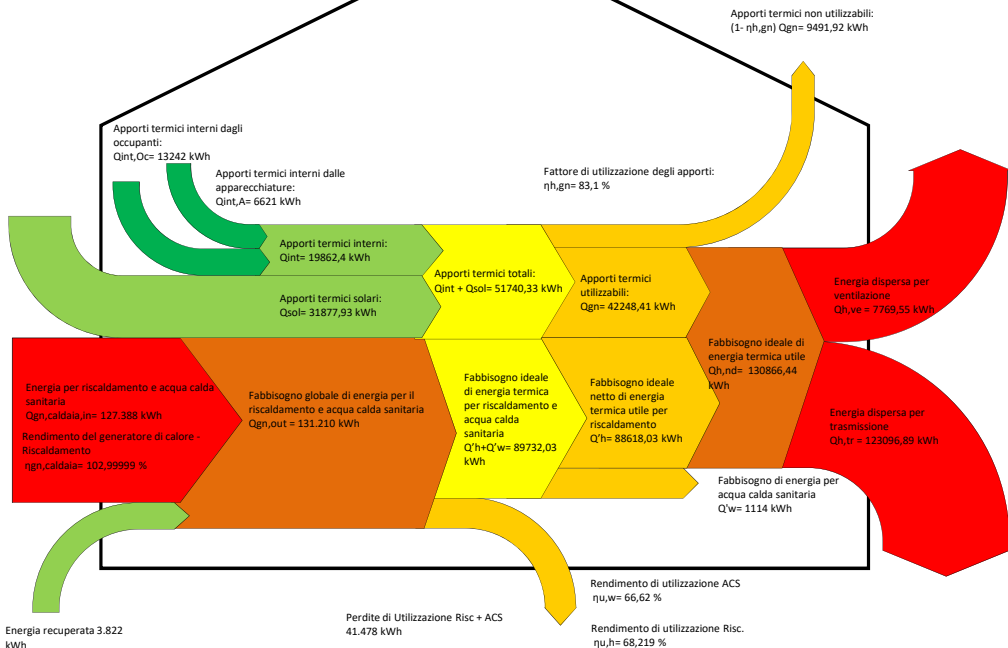 Apporti termici non utilizzabili:
(1- ηh,gn) Qgn= 9491,92 kWh
Apporti termici interni dagli
occupanti:
Qint,Oc= 13242 kWh
Apporti termici interni dalle
apparecchiature:
Qint,A= 6621 kWh
Fattore di utilizzazione degli apporti:
ηh,gn= 83,1 %
Apporti termici interni:
Qint= 19862,4 kWh
Apporti termici solari:
Qsol= 31877,93 kWh
Apporti termici totali:
Qint + Qsol= 51740,33 kWh
Apporti termici
utilizzabili:
Qgn= 42248,41 kWh
Energia dispersa per
ventilazione
Qh,ve= 7769,55 kWh
Fabbisogno ideale di
energia termica utile
Qh,nd= 130866,44
kWh
Energia per riscaldamento e acqua calda
sanitaria
Qgn,caldaia,in= 127.388 kWh
Rendimento del generatore di calore -
Riscaldamento
ηgn,caldaia= 102,99999 %
Fabbisogno globale di energia per il
riscaldamento e acqua calda sanitaria
Qgn,out = 131.210 kWh
Fabbisogno ideale
di energia termica
per riscaldamento e
acqua calda
sanitaria
Q'h+Q'w= 89732,03
kWh
Fabbisogno ideale
netto di energia
termica utile per
riscaldamento
Q'h= 88618,03 kWh
Energia dispersa per
trasmissione
Qh,tr= 123096,89 kWh
Fabbisogno di energia per
acqua calda sanitaria
Q'w= 1114 kWh
Rendimento di utilizzazione ACS
ηu,w= 66,62 %
Rendimento di utilizzazione Risc.
ηu,h= 68,219 %
Perdite di Utilizzazione Risc + ACS
41.478 kWh
Energia recuperata 3.822
kWh